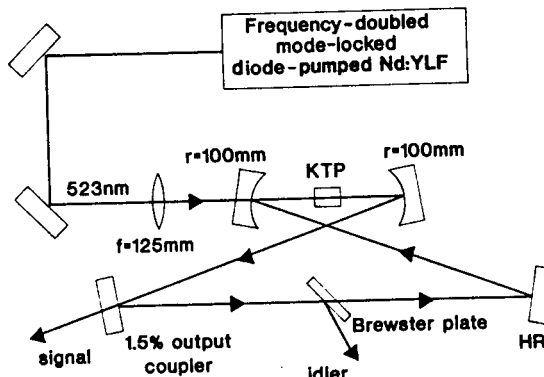 Frequency-doubled
mode-locked
diode-pumped Nd:YLF
r=100mm
KTP
r=100mm
523nm
f=125mm
Brewster plate
HR
signal
1.5% output
coupler
idler